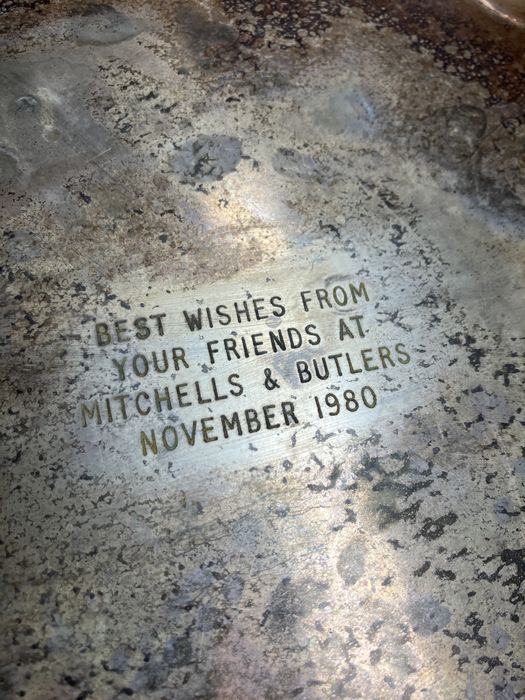 BEST WISHES FROM
YOUR FRIENDS AT
MITCHELLS & BUTLERS
NOVEMBER 1980